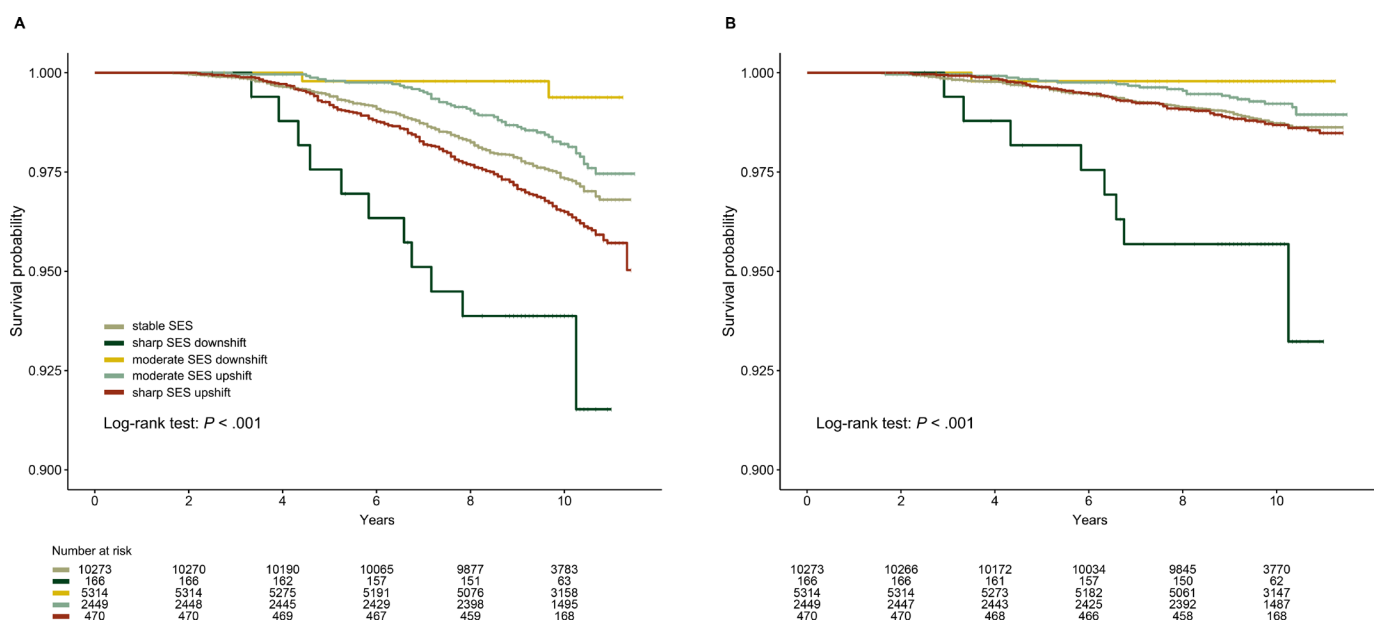 A
Survival probability
1.000
0.975
0.950
0.925
0.900
stable SES
sharp SES downshift
moderate SES downshift
moderate SES upshift
sharp SES upshift
Log-rank test: P < .001
0 2 4 6 8 10
Years
Number at risk
10273 10270 10190 10065 9877 3783
166 166 162 157 151 63
5314 5314 5275 5191 5076 3158
2449 2448 2445 2429 2398 1495
470 470 469 467 459 168
B
Survival probability
1.000
0.975
0.950
0.925
0.900
Log-rank test: P < .001
0 2 4 6 8 10
Years
10273 10266 10172 10034 9845 3770
166 166 161 157 150 62
5314 5314 5273 5182 5061 3147
2449 2447 2443 2425 2392 1487
470 470 468 466 458 168